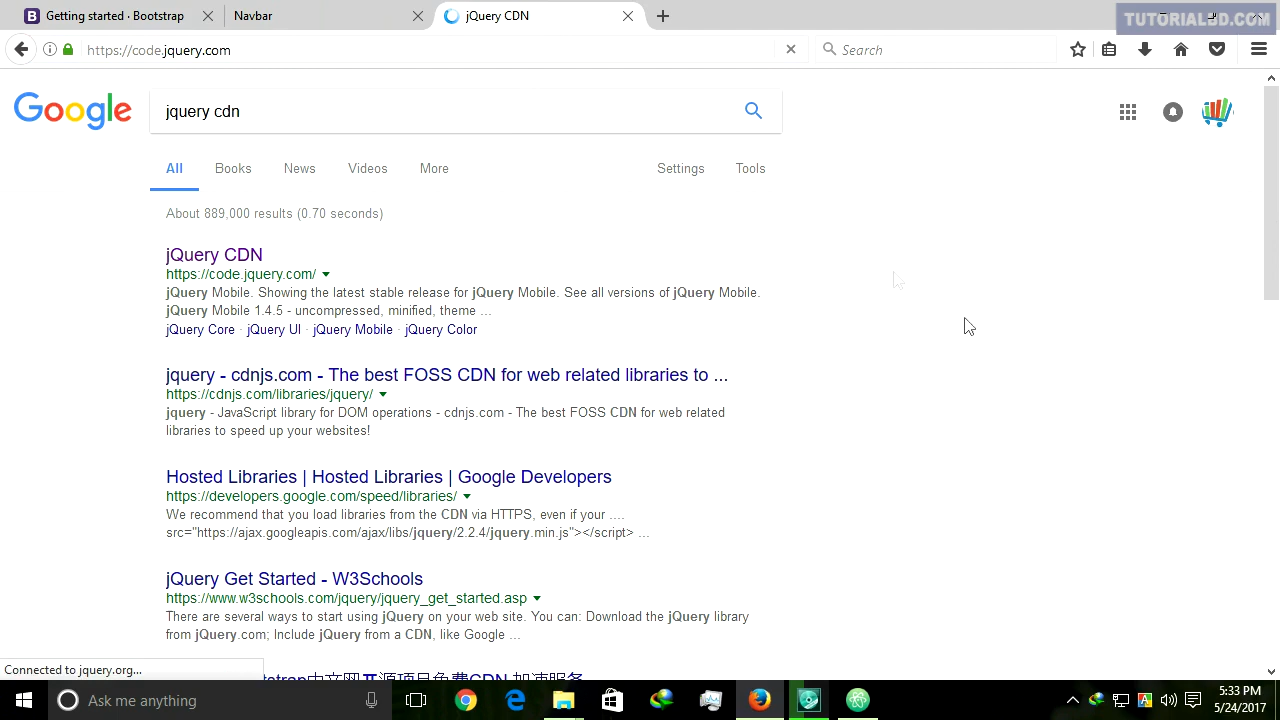 Getting started · Bootstrap
Navbar
jQuery CDN
TUTORIALBD.COM
https://code.jquery.com
Search
Google
jquery cdn
All
Books
News
Videos
More
Settings
Tools
About 889,000 results (0.70 seconds)
jQuery CDN
https://code.jquery.com/
jQuery Mobile. Showing the latest stable release for jQuery Mobile. See all versions of jQuery Mobile.
jQuery Mobile 1.4.5 - uncompressed, minified, theme ...
jQuery Core · jQuery UI · jQuery Mobile · jQuery Color
jquery - cdnjs.com - The best FOSS CDN for web related libraries to ...
https://cdnjs.com/libraries/jquery/
jquery - JavaScript library for DOM operations - cdnjs.com - The best FOSS CDN for web related
libraries to speed up your websites!
Hosted Libraries | Hosted Libraries | Google Developers
https://developers.google.com/speed/libraries/
We recommend that you load libraries from the CDN via HTTPS, even if your ....
src="https://ajax.googleapis.com/ajax/libs/jquery/2.2.4/jquery.min.js"></script> ...
jQuery Get Started - W3Schools
https://www.w3schools.com/jquery/jquery_get_started.asp
There are several ways to start using jQuery on your web site. You can: Download the jQuery library
from jQuery.com; Include jQuery from a CDN, like Google ...
Connected to jquery.org...
Ask me anything
5:33 PM
5/24/2017